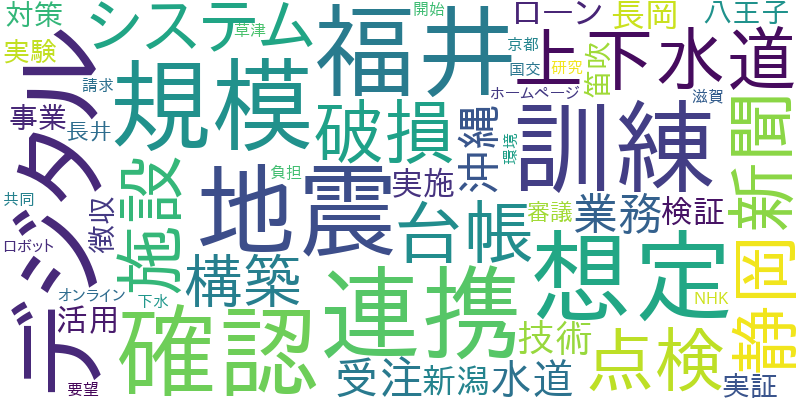 対策
システム
草津
開始
ローン
長岡
八王子
実験
福井
京都
国交
笛吹
上下水道
請求
規模
ホームページ
研究
滋賀
事業
長井
破損
沖縄
環境
訓練
新聞
デジタル
共同
徴収
施設
地震
負担
実施
台帳
審議
業務
検証
ロボット
構築
連携
想定
静岡
オンライン
下水
NHK
活用
確認
技術
点検
要望
受注
新潟
水道
実証